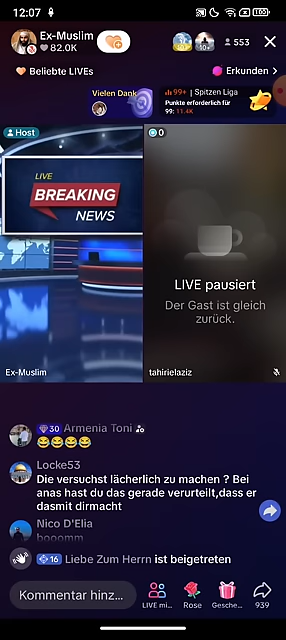 12:07
100
Ex-Muslim
82.0K
10+
553
Beliebte LIVEs
Erkunden
Vielen Dank
99+ | Spitzen Liga
Punkte erforderlich für
99: 11.4K
Host
0
LIVE
BREAKING
NEWS
LIVE pausiert
Der Gast ist gleich
zurück.
Ex-Muslim
tahirielaziz
30 Armenia Toni
😂😂😂😂
Locke53
Die versuchst lächerlich zu machen ? Bei
anas hast du das gerade verurteilt,dass er
dasmit dirmacht
Nico D'Elia
booomm
16 Liebe Zum Herrn ist beigetreten
Kommentar hinz...
LIVE mi...
Rose
Gesche...
939